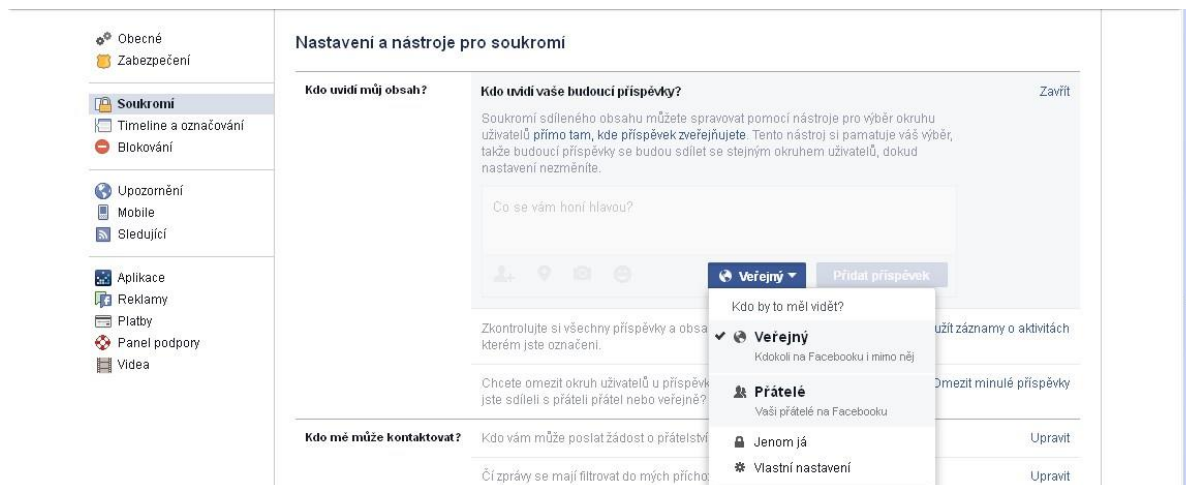 Obecné
Zabezpečení
Soukromí
Timeline a označování
Blokování
Upozornění
Mobile
Sledující
Aplikace
Reklamy
Platby
Panel podpory
Videa
Nastavení a nástroje pro soukromí
Kdo uvidí můj obsah?
Kdo uvidí vaše budoucí příspěvky?
Zavřít
Soukromí sdíleného obsahu můžete spravovat pomocí nástroje pro výběr okruhu
uživatelů přímo tam, kde příspěvek zveřejňujete. Tento nástroj si pamatuje váš výběr,
takže budoucí příspěvky se budou sdílet se stejným okruhem uživatelů, dokud
nastavení nezměníte.
Co se vám honí hlavou?
Veřejný
Přidat příspěvek
Kdo by to měl vidět?
Veřejný
Kdokoli na Facebooku i mimo něj
Přátelé
Vaši přátelé na Facebooku
Jenom já
Vlastní nastavení
Zkontrolujte si všechny příspěvky a obsa
užít záznamy o aktivitách
kterém jste označeni.
Chcete omezit okruh uživatelů u příspěvk
Omezit minulé příspěvky
jste sdíleli s přáteli přátel nebo veřejně?
Kdo mě může kontaktovat?
Kdo vám může poslat žádost o přátelství
Upravit
Čí zprávy se mají filtrovat do mých přícho
Upravit